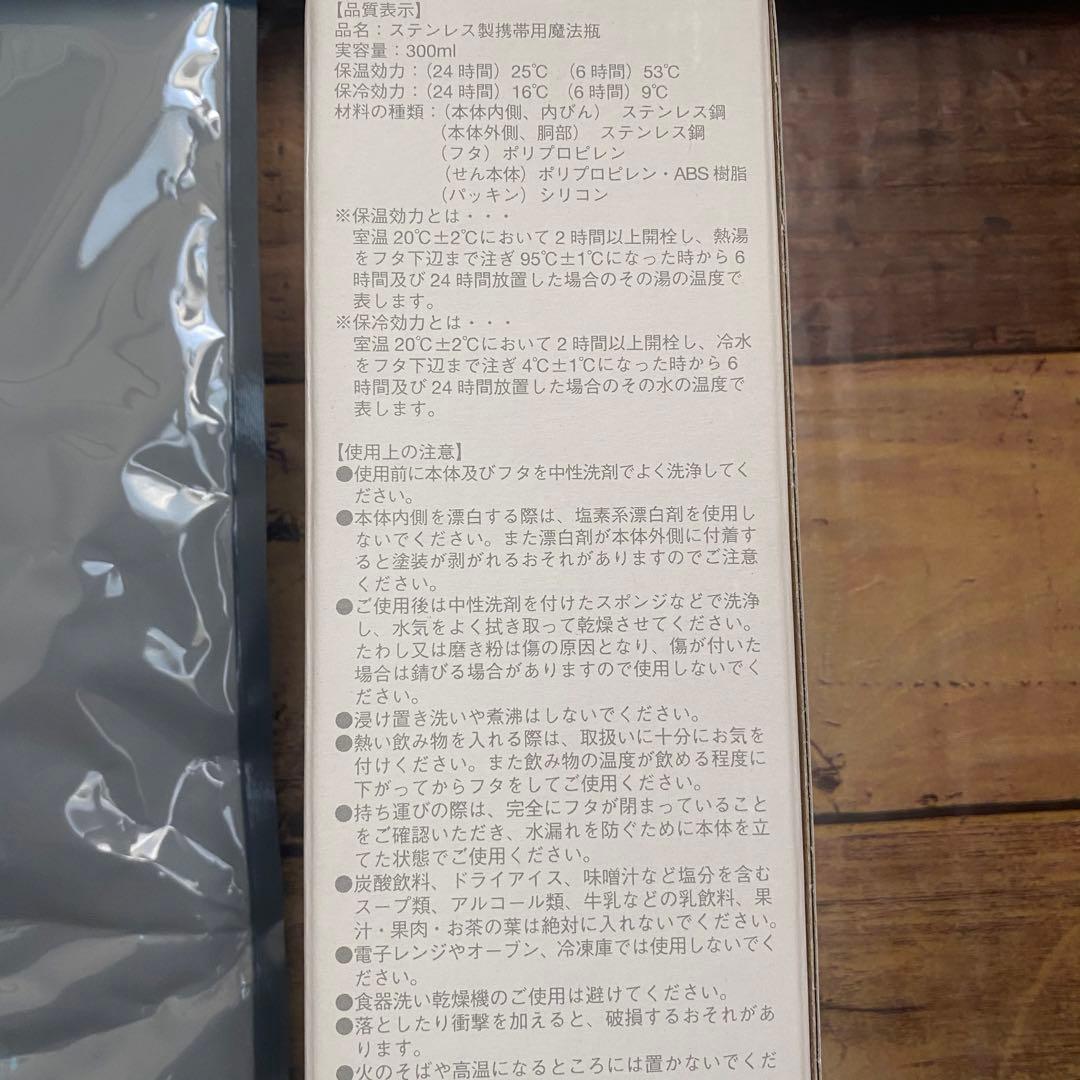 【品質表示】
品名：ステンレス製携帯用魔法瓶
実容量：300ml
保温効力：（24 時間）25℃　（6 時間）53℃
保冷効力：（24 時間）16℃　（6 時間）9℃
材料の種類：（本体内側、内びん）　ステンレス鋼
（本体外側、胴部）　ステンレス鋼
（フタ）ポリプロピレン
（せん本体）ポリプロピレン・ABS 樹脂
（パッキン）シリコン
※保温効力とは・・・
室温 20℃±2℃において 2 時間以上開栓し、熱湯
をフタ下辺まで注ぎ 95℃±1℃になった時から 6
時間及び 24 時間放置した場合のその湯の温度で
表します。
※保冷効力とは・・・
室温 20℃±2℃において 2 時間以上開栓し、冷水
をフタ下辺まで注ぎ 4℃±1℃になった時から 6
時間及び 24 時間放置した場合のその水の温度で
表します。
【使用上の注意】
●使用前に本体及びフタを中性洗剤でよく洗浄してく
ださい。
●本体内側を漂白する際は、塩素系漂白剤を使用し
ないでください。また漂白剤が本体外側に付着す
ると塗装が剥がれるおそれがありますのでご注意
ください。
●ご使用後は中性洗剤を付けたスポンジなどで洗浄
し、水気をよく拭き取って乾燥させてください。
たわし又は磨き粉は傷の原因となり、傷が付いた
場合は錆びる場合がありますので使用しないでく
ださい。
●浸け置き洗いや煮沸はしないでください。
●熱い飲み物を入れる際は、取扱いに十分にお気を
付けください。また飲み物の温度が飲める程度に
下がってからフタをしてご使用ください。
●持ち運びの際は、完全にフタが閉まっていること
をご確認いただき、水漏れを防ぐために本体を立
てた状態でご使用ください。
●炭酸飲料、ドライアイス、味噌汁など塩分を含む
スープ類、アルコール類、牛乳などの乳飲料、果
汁・果肉・お茶の葉は絶対に入れないでください。
●電子レンジやオーブン、冷凍庫では使用しないでく
ださい。
●食器洗い乾燥機のご使用は避けてください。
●落としたり衝撃を加えると、破損するおそれがあ
ります。
●火のそばや高温になるところには置かないでくだ